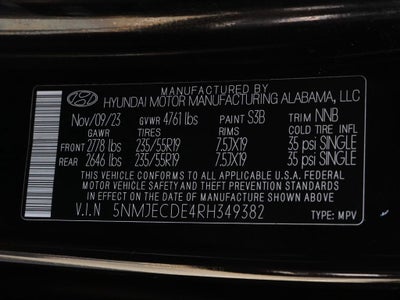 MANUFACTURED BY
HYUNDAI MOTOR MANUFACTURING ALABAMA, LLC
Nov/09/23 GVWR 4761 lbs PAINT S3B TRIM NNB
GAWR TIRES RIMS COLD TIRE INF.
FRONT 2778 lbs 235/55R19 7.5JX19 35 psi SINGLE
REAR 2646 lbs 235/55R19 7.5JX19 35 psi SINGLE
THIS VEHICLE CONFORMS TO ALL APPLICABLE U.S.A. FEDERAL
MOTOR VEHICLE SAFETY, BUMPER, AND THEFT PREVENTION STANDARDS
IN EFFECT ON THE DATE OF MANUFACTURE SHOWN ABOVE.
V.I.N 5NMJECDE4RH349382 TYPE: MPV